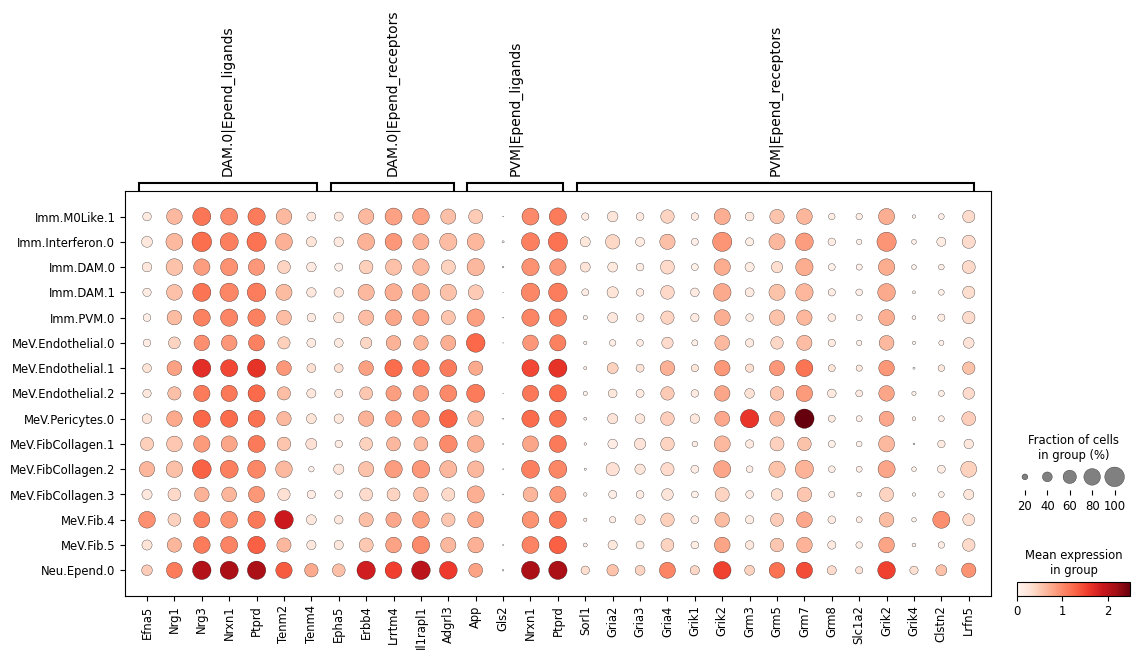 DAM.0|Epend_ligands
DAM.0|Epend_receptors
PVM|Epend_ligands
PVM|Epend_receptors
Imm.M0Like.1
Imm.Interferon.0
Imm.DAM.0
Imm.DAM.1
Imm.PVM.0
MeV.Endothelial.0
MeV.Endothelial.1
MeV.Endothelial.2
MeV.Pericytes.0
MeV.FibCollagen.1
MeV.FibCollagen.2
MeV.FibCollagen.3
MeV.Fib.4
MeV.Fib.5
Neu.Epend.0
Efna5
Nrg1
Nrg3
Nrxn1
Ptprd
Tenm2
Tenm4
Epha5
Erbb4
Lrrtm4
Il1rapl1
Adgrl3
App
Gls2
Nrxn1
Ptprd
Sorl1
Gria2
Gria3
Gria4
Grik1
Grik2
Grm3
Grm5
Grm7
Grm8
Slc1a2
Grik2
Grik4
Clstn2
Lrfn5
Fraction of cells
in group (%)
20 40 60 80 100
Mean expression
in group
0 1 2